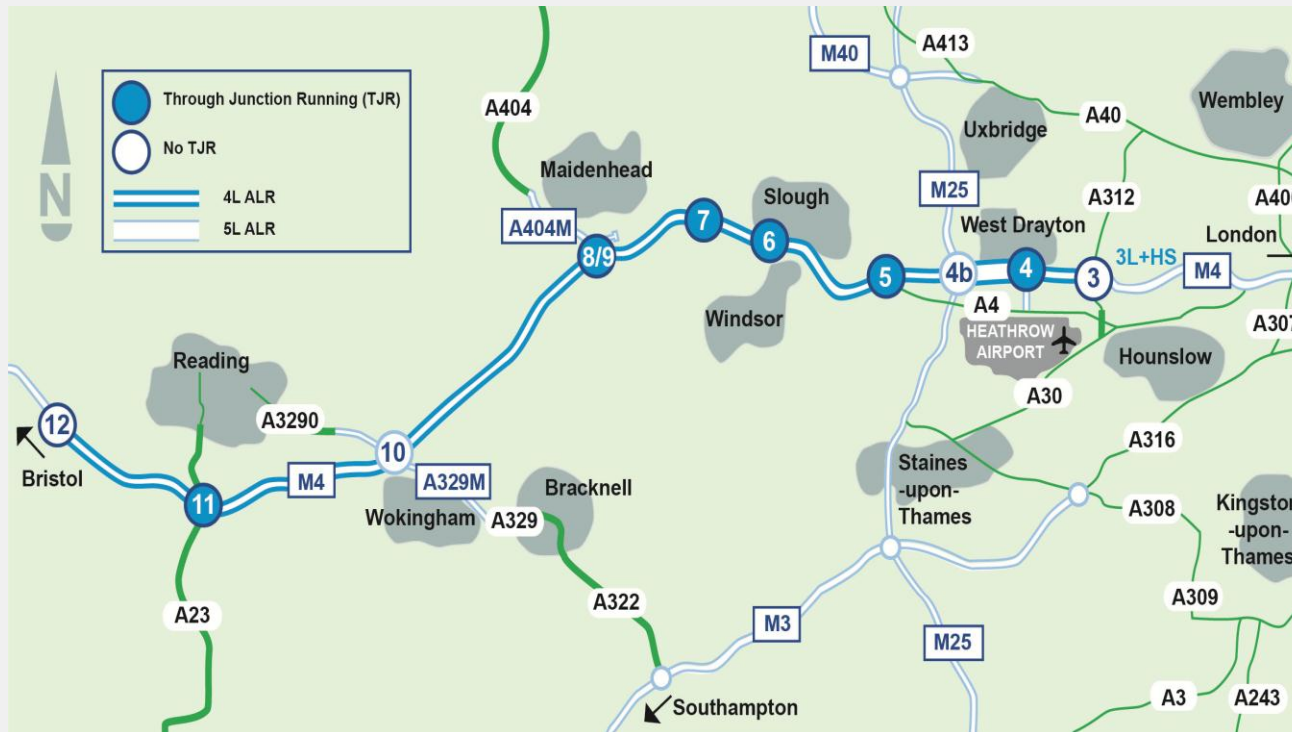 Through Junction Running (TJR)
No TJR
4L ALR
5L ALR
N
A413
M40
A404
Wembley
Uxbridge
A40
Maidenhead
M25
A312
Slough
A404M
7
West Drayton
6
London
8/9
3L+HS
M4
5
4b
4
3
A4
Windsor
HEATHROW
AIRPORT
Hounslow
Reading
A30
12
A3290
10
A316
Bristol
M4
A329M
Bracknell
Staines
-upon-
Thames
11
Wokingham
A329
A308
Kingston
-upon-
Thames
A23
A322
M3
A309
M25
A3
A243
Southampton